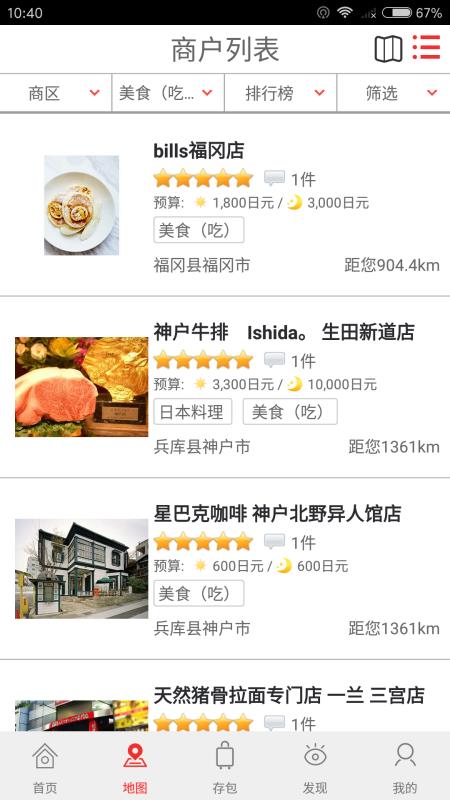 10:40
67%
商户列表
商区 美食（吃... 排行榜 筛选
bills福冈店
1件
预算: 1,800日元 / 3,000日元
美食（吃）
福冈县福冈市 距您904.4km
神户牛排 Ishida。 生田新道店
1件
预算: 3,300日元 / 10,000日元
日本料理 美食（吃）
兵库县神户市 距您1361km
星巴克咖啡 神户北野异人馆店
1件
预算: 600日元 / 600日元
美食（吃）
兵库县神户市 距您1361km
天然猪骨拉面专门店 一兰 三宫店
1件
首页 地图 存包 发现 我的